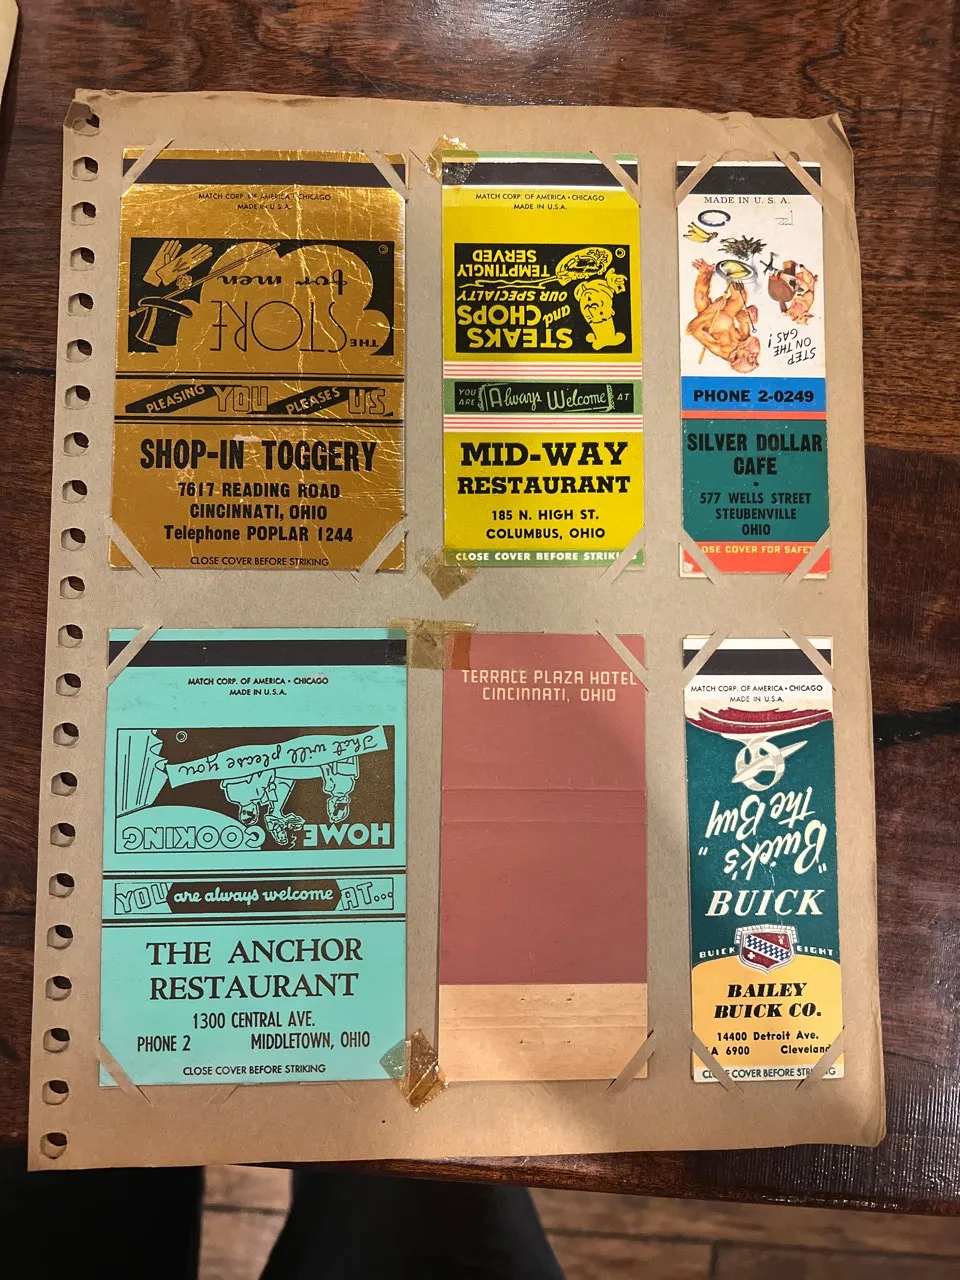 MATCH CORP. OF AMERICA • CHICAGO
MADE IN U.S.A.
THE STORE
for men
PLEASING YOU PLEASES US
SHOP-IN TOGGERY
7617 READING ROAD
CINCINNATI, OHIO
Telephone POPLAR 1244
CLOSE COVER BEFORE STRIKING
MATCH CORP. OF AMERICA • CHICAGO
MADE IN U.S.A.
STEAKS
and CHOPS
OUR SPECIALTY
TEMPTINGLY
SERVED
YOU ARE Always Welcome AT
MID-WAY
RESTAURANT
185 N. HIGH ST.
COLUMBUS, OHIO
CLOSE COVER BEFORE STRIKIN
MADE IN U. S. A.
STEP
ON THE
GAS!
PHONE 2-0249
SILVER DOLLAR
CAFE
577 WELLS STREET
STEUBENVILLE
OHIO
OSE COVER FOR SAFET
MATCH CORP. OF AMERICA • CHICAGO
MADE IN U.S.A.
HOME COOKING
That will please you
YOU are always welcome AT...
THE ANCHOR
RESTAURANT
1300 CENTRAL AVE.
PHONE 2 MIDDLETOWN, OHIO
CLOSE COVER BEFORE STRIKING
TERRACE PLAZA HOTEL
CINCINNATI, OHIO
MATCH CORP. OF AMERICA • CHICAGO
MADE IN U.S.A.
"Buick's
the Buy"
BUICK
BUICK EIGHT
BAILEY
BUICK CO.
14400 Detroit Ave.
A 6900 Cleveland
CLOSE COVER BEFORE STRIKING